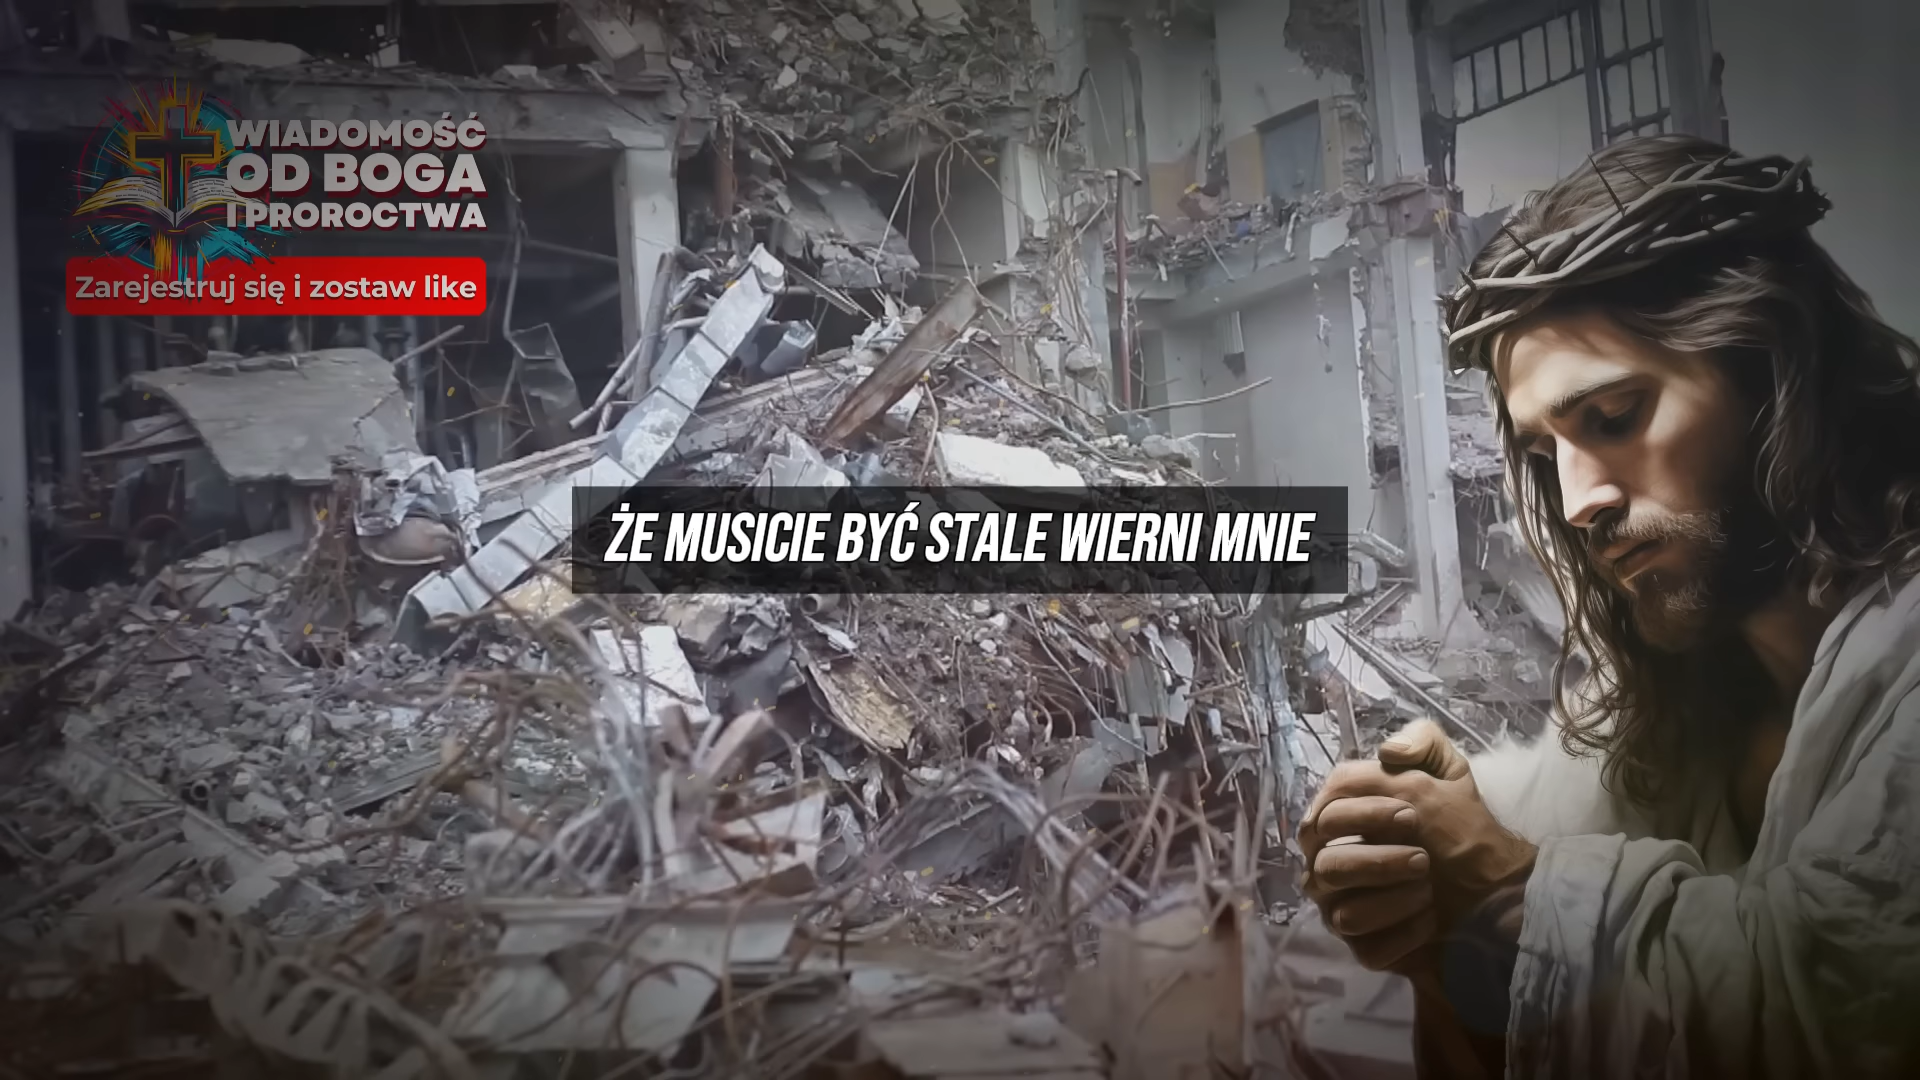 WIADOMOŚĆ
OD BOGA
I PROROCTWA
Zarejestruj się i zostaw like
ŻE MUSICIE BYĆ STALE WIERNI MNIE